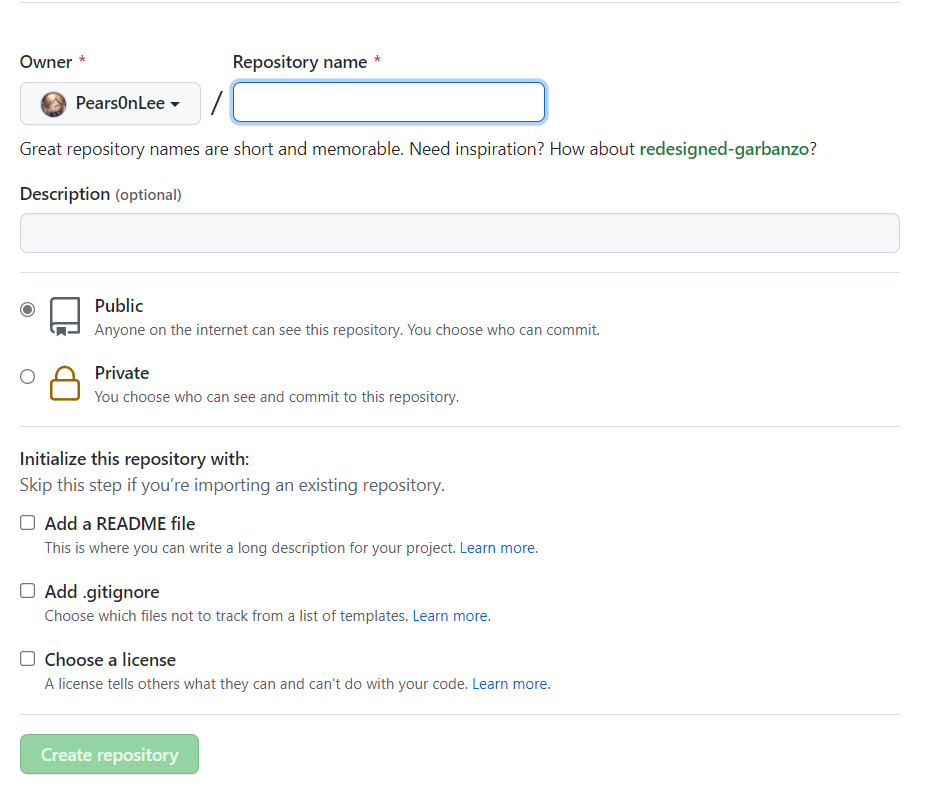 Owner *
Repository name *
Pears0nLee
/
Great repository names are short and memorable. Need inspiration? How about redesigned-garbanzo?
Description (optional)
Public
Anyone on the internet can see this repository. You choose who can commit.
Private
You choose who can see and commit to this repository.
Initialize this repository with:
Skip this step if you’re importing an existing repository.
Add a README file
This is where you can write a long description for your project. Learn more.
Add .gitignore
Choose which files not to track from a list of templates. Learn more.
Choose a license
A license tells others what they can and can't do with your code. Learn more.
Create repository